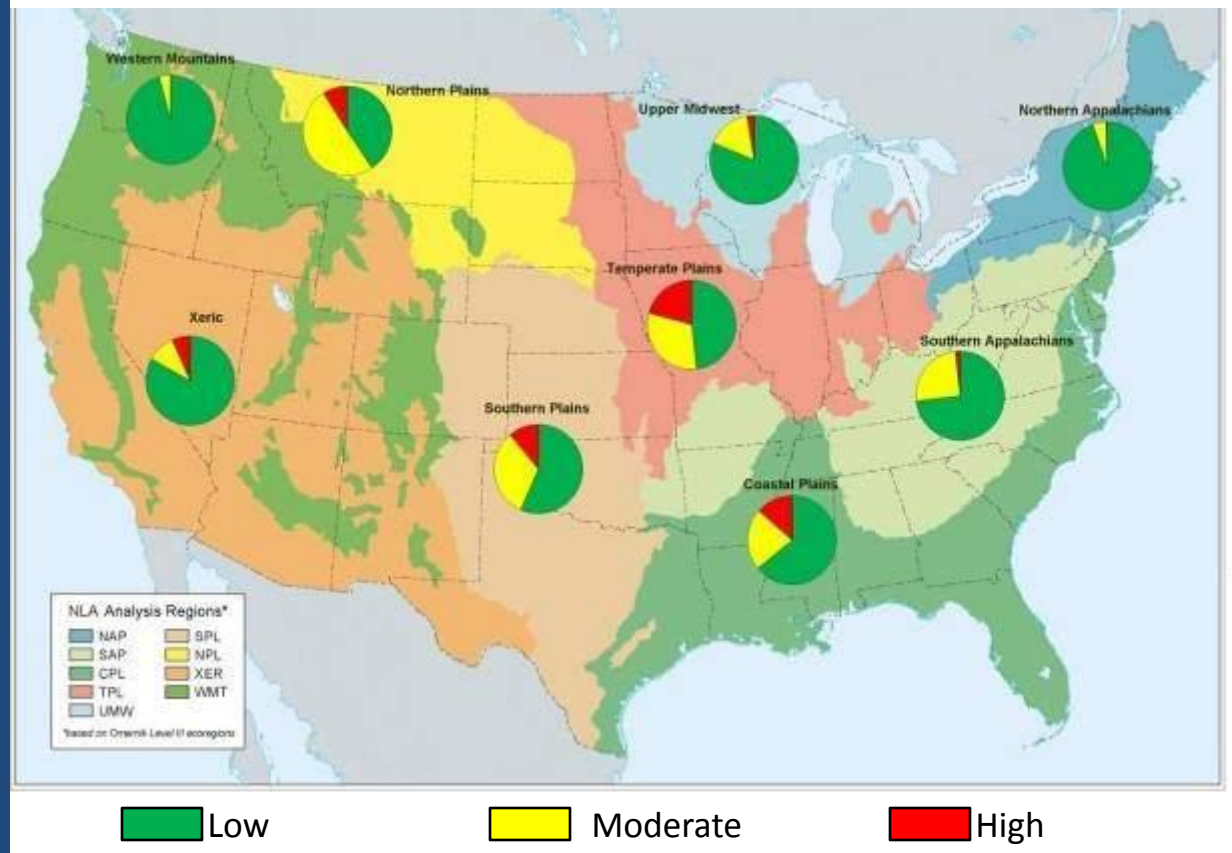 Western Mountains
Northern Plains
Upper Midwest
Northern Appalachians
Temperate Plains
Xeric
Southern Appalachians
Southern Plains
Coastal Plains
NLA Analysis Regions*
NAP
SPL
SAP
NPL
CPL
XER
TPL
WMT
UMW
*based on Omernik Level III ecoregions
Low
Moderate
High